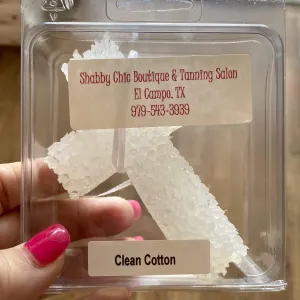 Shabby Chic Boutique & Tanning Salon
El Campo, TX
979-543-3939
Clean Cotton